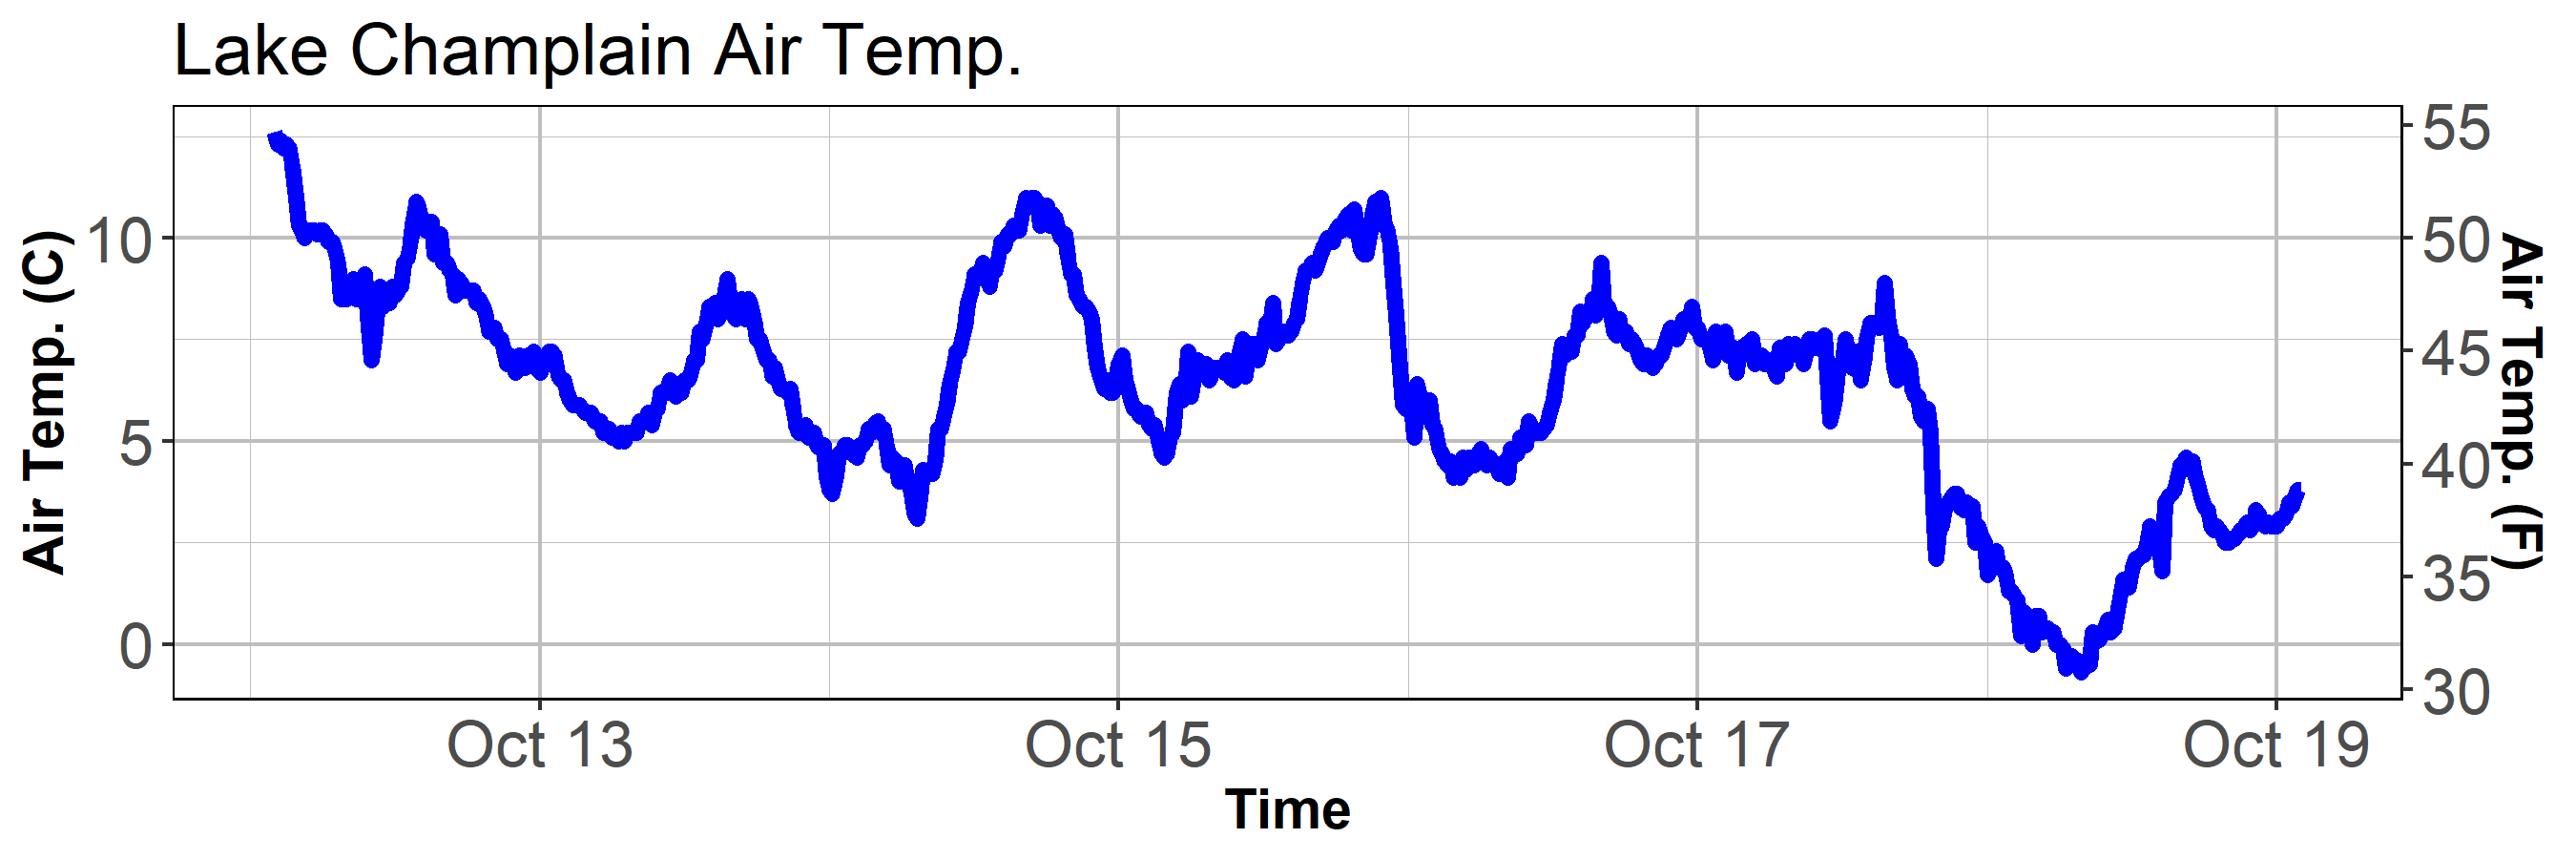 Lake Champlain Air Temp.
Air Temp. (C)
10
5
0
55
50
45
40
35
30
Air Temp. (F)
Oct 13
Oct 15
Oct 17
Oct 19
Time